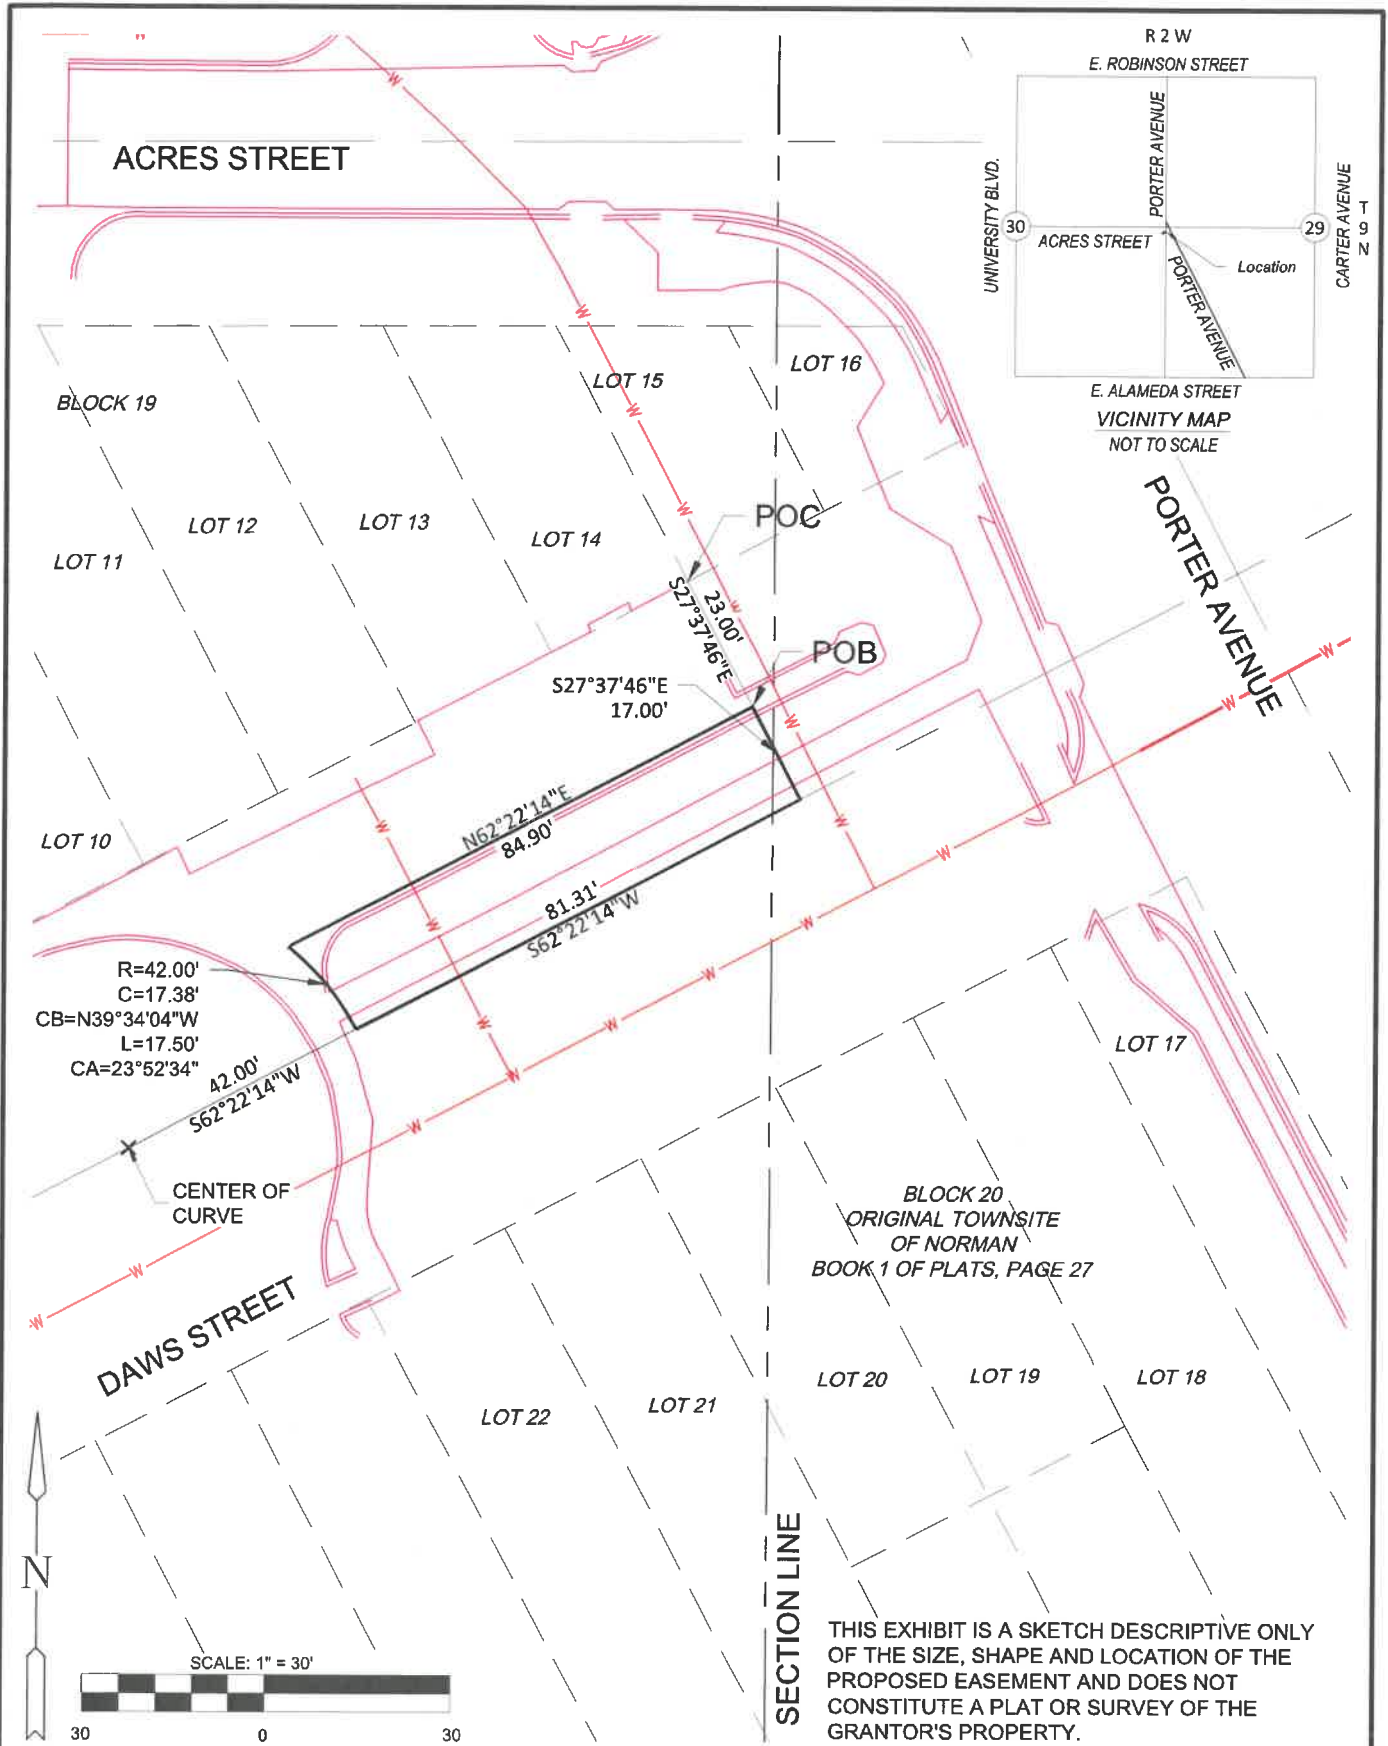 R 2 W
E. ROBINSON STREET
PORTER AVENUE
UNIVERSITY BLVD.
30
ACRES STREET
29
CARTER AVENUE
T
9
N
Location
PORTER AVENUE
E. ALAMEDA STREET
VICINITY MAP
NOT TO SCALE
ACRES STREET
W
W
LOT 16
LOT 15
BLOCK 19
W
LOT 14
LOT 13
LOT 12
LOT 11
W
POC
PORTER AVENUE
23.00'
S27°37'46"E
W
POB
S27°37'46"E
17.00'
W
W
W
N62°22'14"E
84.90'
LOT 10
W
W
W
81.31'
S62°22'14"W
W
W
W
R=42.00'
C=17.38'
CB=N39°34'04"W
L=17.50'
CA=23°52'34"
W
W
W
W
42.00'
S62°22'14"W
LOT 17
CENTER OF
CURVE
BLOCK 20
ORIGINAL TOWNSITE
OF NORMAN
BOOK 1 OF PLATS, PAGE 27
W
W
DAWS STREET
LOT 22
LOT 21
LOT 20
LOT 19
LOT 18
SECTION LINE
N
SCALE: 1" = 30'
30
0
30
THIS EXHIBIT IS A SKETCH DESCRIPTIVE ONLY
OF THE SIZE, SHAPE AND LOCATION OF THE
PROPOSED EASEMENT AND DOES NOT
CONSTITUTE A PLAT OR SURVEY OF THE
GRANTOR'S PROPERTY.